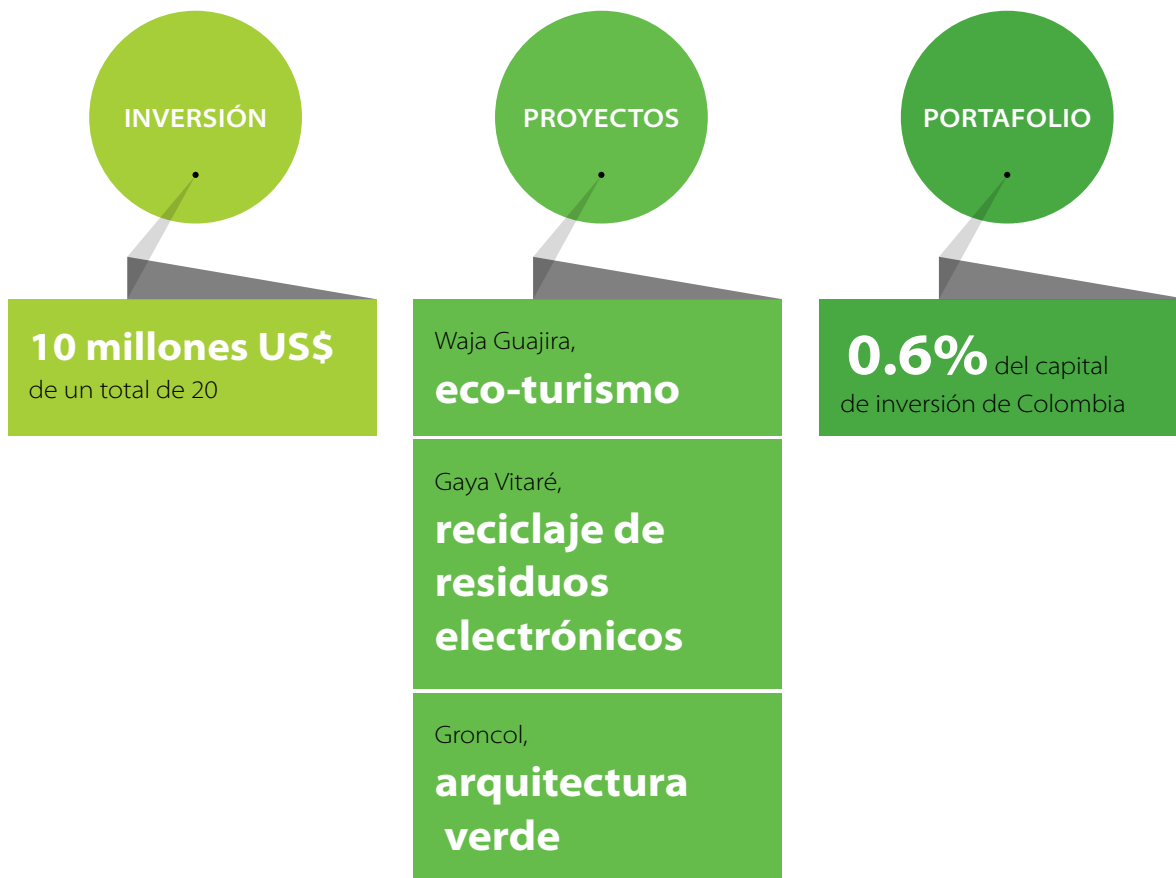 INVERSIÓN
10 millones US$
de un total de 20
PROYECTOS
Waja Guajira,
eco-turismo
Gaya Vitaré,
reciclaje de
residuos
electrónicos
Groncol,
arquitectura
verde
PORTAFOLIO
0.6% del capital
de inversión de Colombia